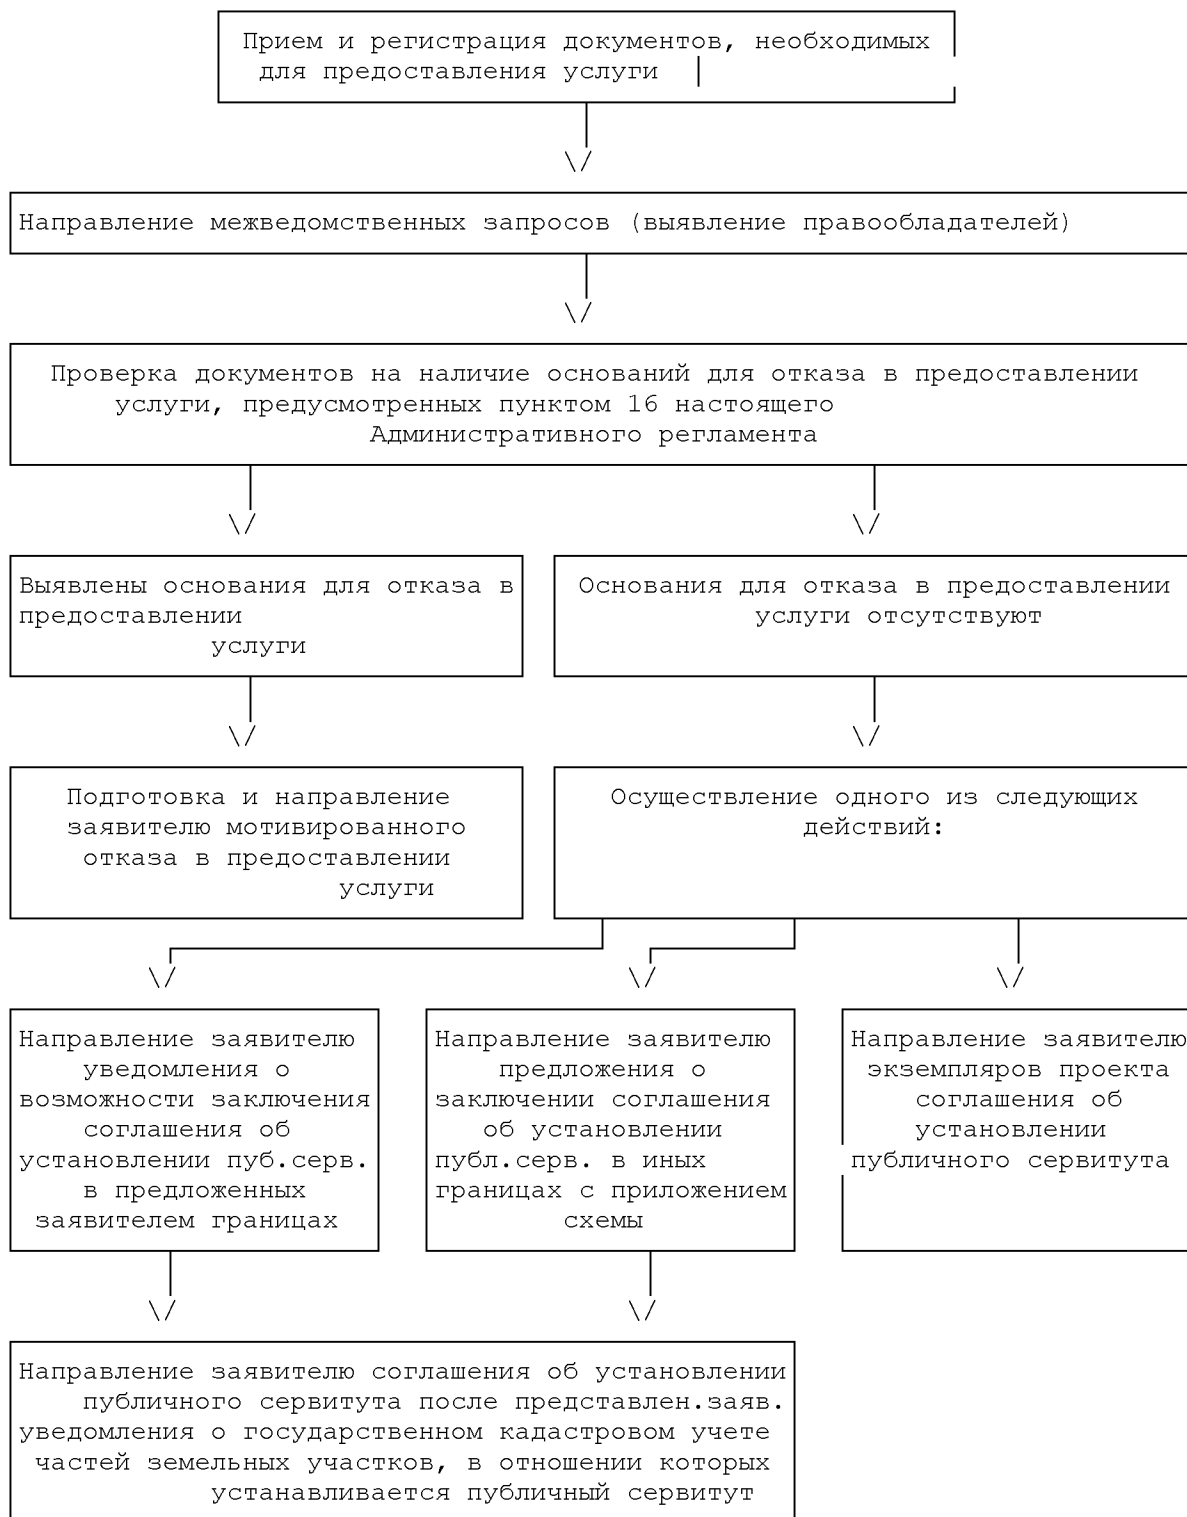 Прием и регистрация документов, необходимых
для предоставления услуги
Направление межведомственных запросов (выявление правообладателей)
Проверка документов на наличие оснований для отказа в предоставлении
услуги, предусмотренных пунктом 16 настоящего
Административного регламента
Выявлены основания для отказа в
предоставлении
услуги
Основания для отказа в предоставлении
услуги отсутствуют
Подготовка и направление
заявителю мотивированного
отказа в предоставлении
услуги
Осуществление одного из следующих
действий:
Направление заявителю
уведомления о
возможности заключения
соглашения об
установлении пуб.серв.
в предложенных
заявителем границах
Направление заявителю
предложения о
заключении соглашения
об установлении
публ.серв. в иных
границах с приложением
схемы
Направление заявителю
экземпляров проекта
соглашения об
установлении
публичного сервитута
Направление заявителю соглашения об установлении
публичного сервитута после представлен.заяв.
уведомления о государственном кадастровом учете
частей земельных участков, в отношении которых
устанавливается публичный сервитут